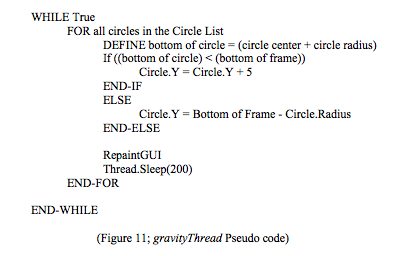 WHILE True
FOR all circles in the Circle List
DEFINE bottom of circle = (circle center + circle radius)
If ((bottom of circle) < (bottom of frame))
Circle.Y = Circle.Y + 5
END-IF
ELSE
Circle.Y = Bottom of Frame - Circle.Radius
END-ELSE
RepaintGUI
Thread.Sleep(200)
END-FOR
END-WHILE
(Figure 11; gravityThread Pseudo code)